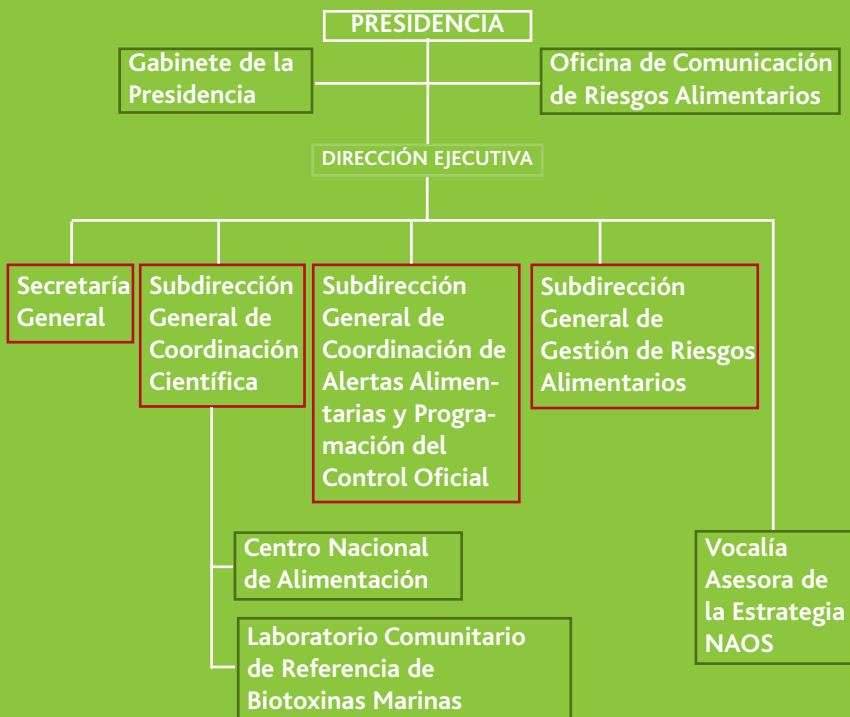 PRESIDENCIA
Gabinete de la
Presidencia
Oficina de Comunicación
de Riesgos Alimentarios
DIRECCIÓN EJECUTIVA
Secretaría
General
Subdirección
General de
Coordinación
Científica
Subdirección
General de
Coordinación de
Alertas Alimen-
tarias y Progra-
mación del
Control Oficial
Subdirección
General de
Gestión de Riesgos
Alimentarios
Centro Nacional
de Alimentación
Laboratorio Comunitario
de Referencia de
Biotoxinas Marinas
Vocalía
Asesora de
la Estrategia
NAOS